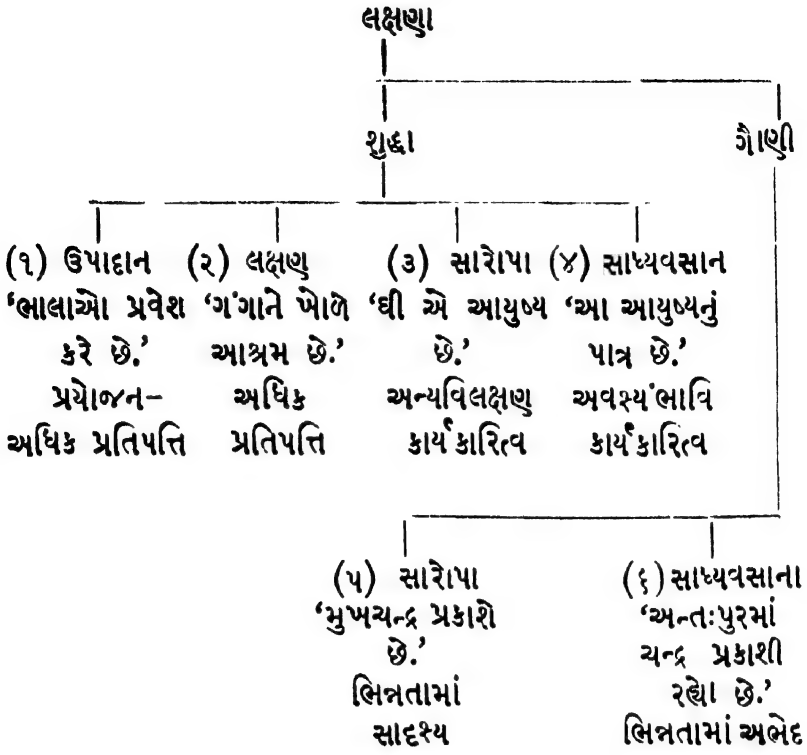 લક્ષણા
શુદ્ધા ગૌણી
(૧) ઉપાદાન (૨) લક્ષણ (૩) સારોપા (૪) સાધ્યવસાન
‘ભાલાઓ પ્રવેશ ‘ગંગાને ખોળે ‘ઘી એ આયુષ્ય ‘આ આયુષ્યનું
કરે છે.’ આશ્રમ છે.’ છે.’ પાત્ર છે.’
પ્રયોજન– અધિક અન્યવિલક્ષણ અવશ્યંભાવિ
અધિક પ્રતિપત્તિ પ્રતિપત્તિ કાર્યકારિત્વ કાર્યકારિત્વ
(૫) સારોપા (૬) સાધ્યવસાના
‘મુખચન્દ્ર પ્રકાશે ‘અન્તઃપુરમાં
છે.’ ચન્દ્ર પ્રકાશી
ભિન્નતામાં રહ્યો છે.’
સાદૃશ્ય ભિન્નતામાં અભેદ